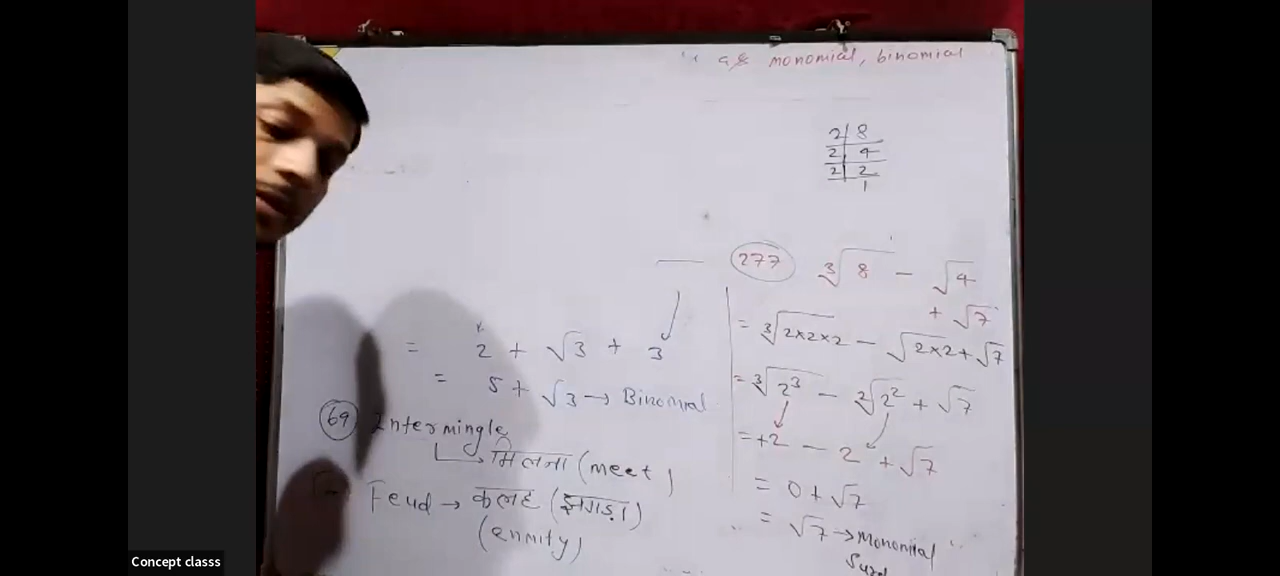 as monomial, binomial
2 | 8
2 | 4
2 | 2
1
= 2 + √3 + 3
= 5 + √3 → Binomial
69 Intermingle
→ मिलना (meet)
Feud → कलह (झगड़ा)
(enmity)
277 ∛8 − √4
+ √7
= ∛2×2×2 − √2×2 + √7
= ∛2³ − ²√2² + √7
= +2 − 2 + √7
= 0 + √7
= √7 → Monomial
Surd
Concept classs